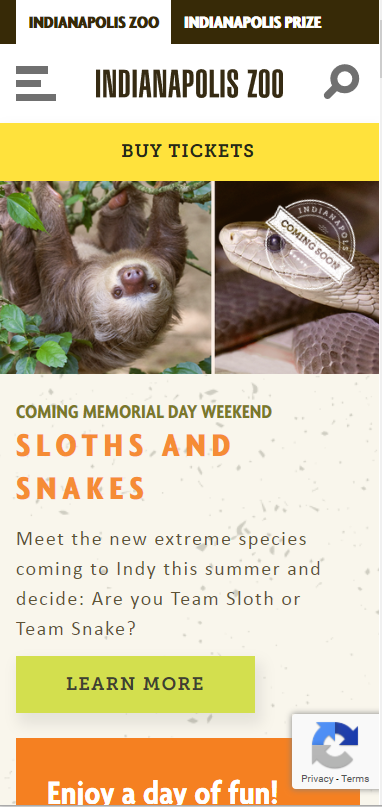 INDIANAPOLIS ZOO
INDIANAPOLIS PRIZE
INDIANAPOLIS ZOO
BUY TICKETS
INDIANAPOLIS
COMING SOON
COMING MEMORIAL DAY WEEKEND
SLOTHS AND
SNAKES
Meet the new extreme species
coming to Indy this summer and
decide: Are you Team Sloth or
Team Snake?
LEARN MORE
Privacy - Terms
Enjoy a day of fun!